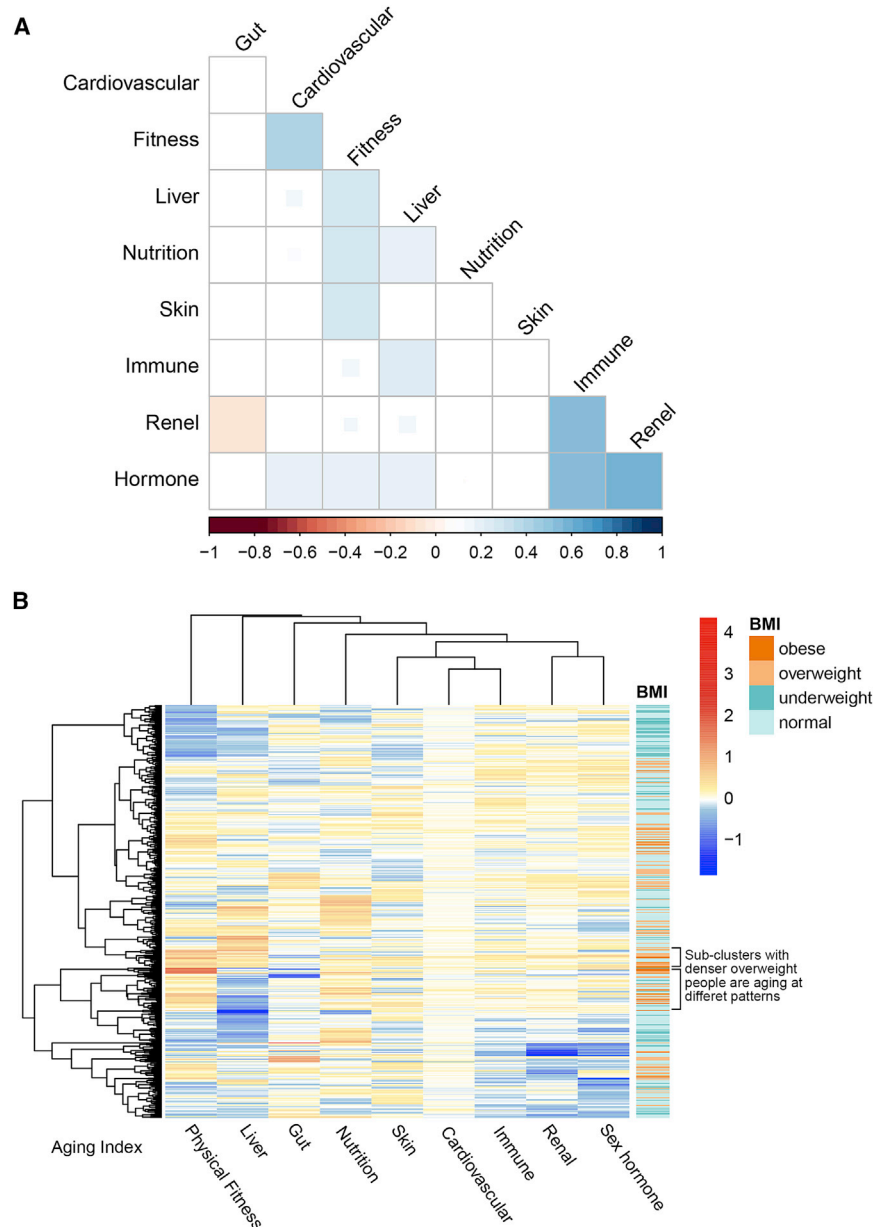 A
Gut
Cardiovascular
Cardiovascular
Fitness
Fitness
Liver
Liver
Nutrition
Nutrition
Skin
Skin
Immune
Immune
Renel
Renel
Hormone
−1 −0.8 −0.6 −0.4 −0.2 0 0.2 0.4 0.6 0.8 1
B
4
3
2
1
0
−1
BMI
obese
overweight
underweight
normal
BMI
Sub-clusters with
denser overweight
people are aging at
differet patterns
Aging Index
Physical Fitness
Liver
Gut
Nutrition
Skin
Cardiovascular
Immune
Renal
Sex hormone